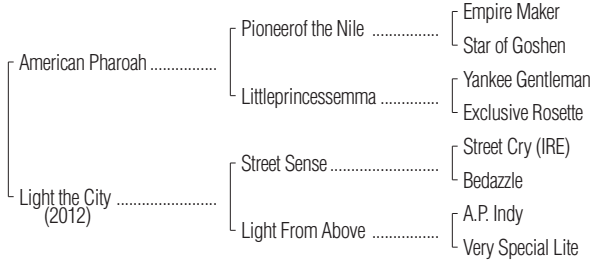 Empire Maker
Pioneerof the Nile ................
Star of Goshen
American Pharoah ................
Yankee Gentleman
Littleprincessemma ..............
Exclusive Rosette
Street Cry (IRE)
Street Sense ..........................
Bedazzle
Light the City ........................
(2012)
A.P. Indy
Light From Above ................
Very Special Lite